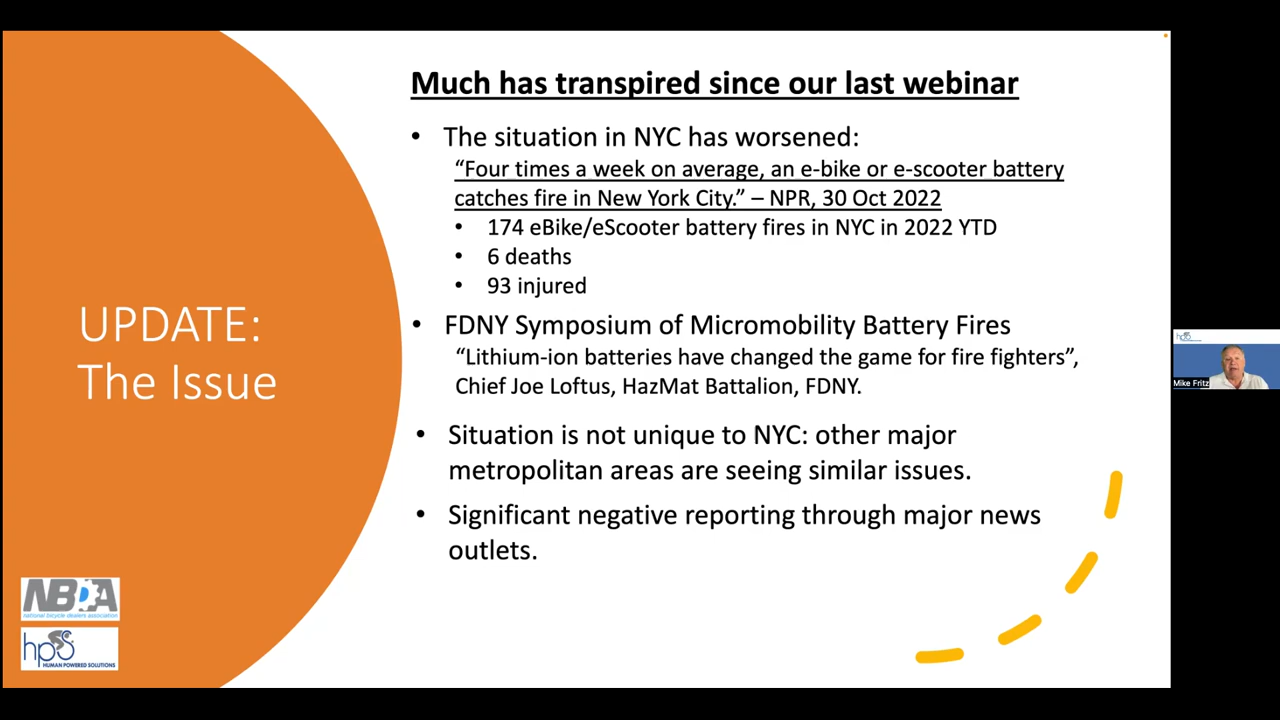 Much has transpired since our last webinar
• The situation in NYC has worsened:
“Four times a week on average, an e-bike or e-scooter battery
catches fire in New York City.” – NPR, 30 Oct 2022
• 174 eBike/eScooter battery fires in NYC in 2022 YTD
• 6 deaths
• 93 injured
• FDNY Symposium of Micromobility Battery Fires
“Lithium-ion batteries have changed the game for fire fighters”,
Chief Joe Loftus, HazMat Battalion, FDNY.
• Situation is not unique to NYC: other major
metropolitan areas are seeing similar issues.
• Significant negative reporting through major news
outlets.
UPDATE:
The Issue
NBDA
national bicycle dealers association
hps
HUMAN POWERED SOLUTIONS
hps
Mike Fritz